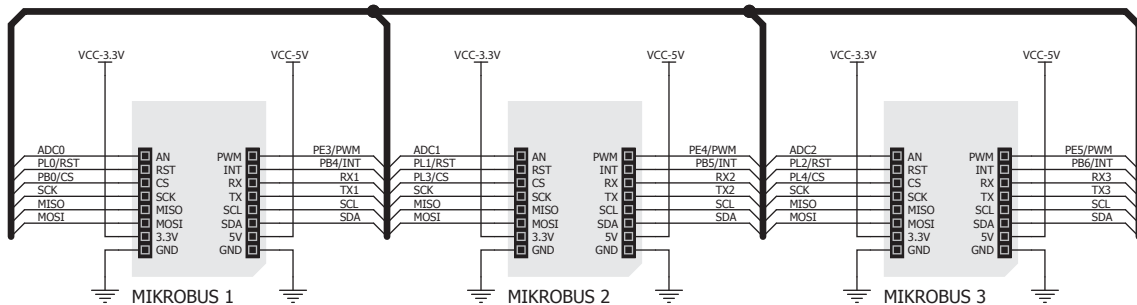 VCC-3.3V VCC-5V VCC-3.3V VCC-5V VCC-3.3V VCC-5V
ADC0 AN PWM PE3/PWM ADC1 AN PWM PE4/PWM ADC2 AN PWM PE5/PWM
PL0/RST RST INT PB4/INT PL1/RST RST INT PB5/INT PL2/RST RST INT PB6/INT
PB0/CS CS RX RX1 PL3/CS CS RX RX2 PL4/CS CS RX RX3
SCK SCK TX TX1 SCK SCK TX TX2 SCK SCK TX TX3
MISO MISO SCL SCL MISO MISO SCL SCL MISO MISO SCL SCL
MOSI MOSI SDA SDA MOSI MOSI SDA SDA MOSI MOSI SDA SDA
3.3V 5V 3.3V 5V 3.3V 5V
GND GND GND GND GND GND
MIKROBUS 1 MIKROBUS 2 MIKROBUS 3